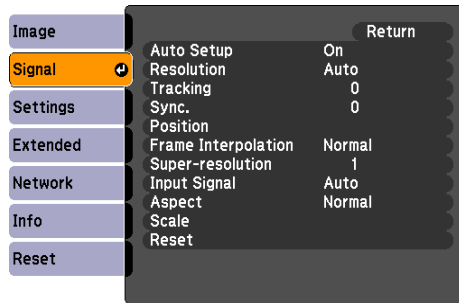 Image
Signal
Settings
Extended
Network
Info
Reset
Return
Auto Setup On
Resolution Auto
Tracking 0
Sync. 0
Position
Frame Interpolation Normal
Super-resolution 1
Input Signal Auto
Aspect Normal
Scale
Reset